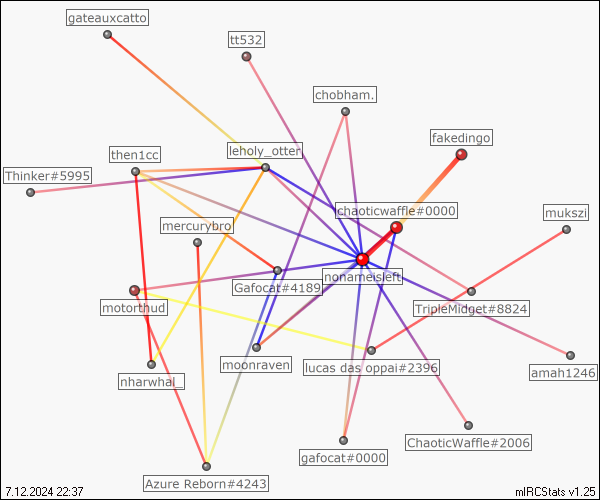 gateauxcatto
tt532
chobham.
fakedingo
then1cc
leholy_otter
Thinker#5995
chaoticwaffle#0000
mukszi
mercurybro
nonameisleft
Gafocat#4189
motorthud
TripleMidget#8824
moonraven
lucas das oppai#2396
amah1246
nharwhal_
ChaoticWaffle#2006
gafocat#0000
Azure Reborn#4243
7.12.2024 22:37
mIRCStats v1.25